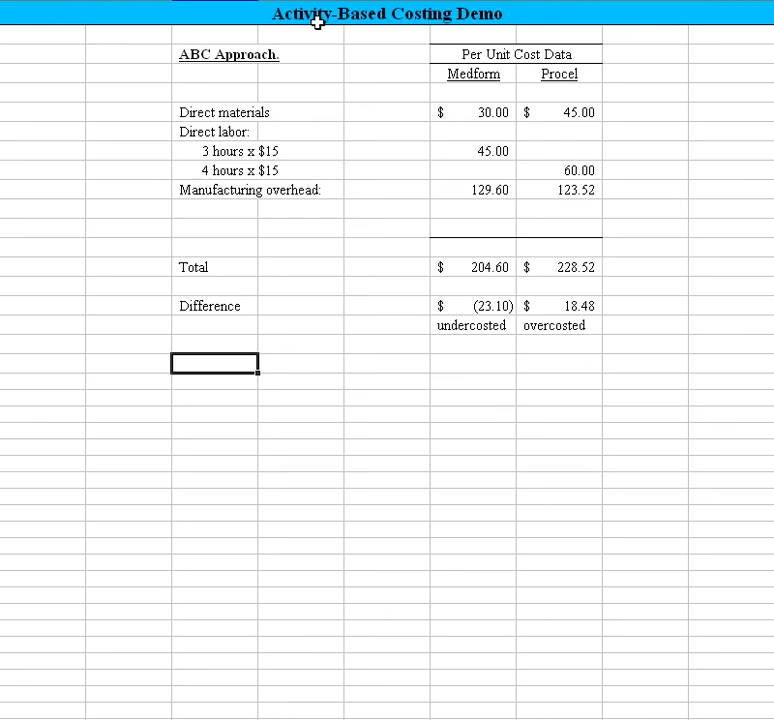 Activity-Based Costing Demo
ABC Approach. Per Unit Cost Data
Medform Procel
Direct materials $ 30.00 $ 45.00
Direct labor:
3 hours x $15 45.00
4 hours x $15 60.00
Manufacturing overhead: 129.60 123.52
Total $ 204.60 $ 228.52
Difference $ (23.10) $ 18.48
undercosted overcosted